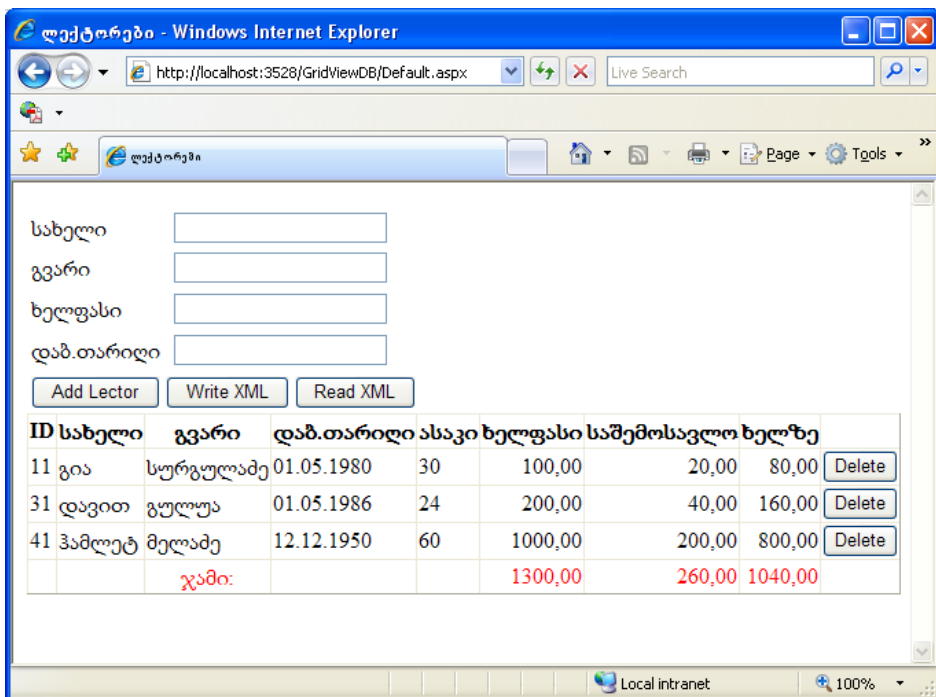 ლექტორები - Windows Internet Explorer
http://localhost:3528/GridViewDB/Default.aspx
Live Search
ლექტორები
Page
Tools
სახელი
გვარი
ხელფასი
დაბ.თარიღი
Add Lector Write XML Read XML
ID სახელი გვარი დაბ.თარიღი ასაკი ხელფასი საშემოსავლო ხელზე
11 გია სურგულაძე 01.05.1980 30 100,00 20,00 80,00 Delete
31 დავით გულუა 01.05.1986 24 200,00 40,00 160,00 Delete
41 ჰამლეტ მელაძე 12.12.1950 60 1000,00 200,00 800,00 Delete
ჯამი: 1300,00 260,00 1040,00
Local intranet 100%